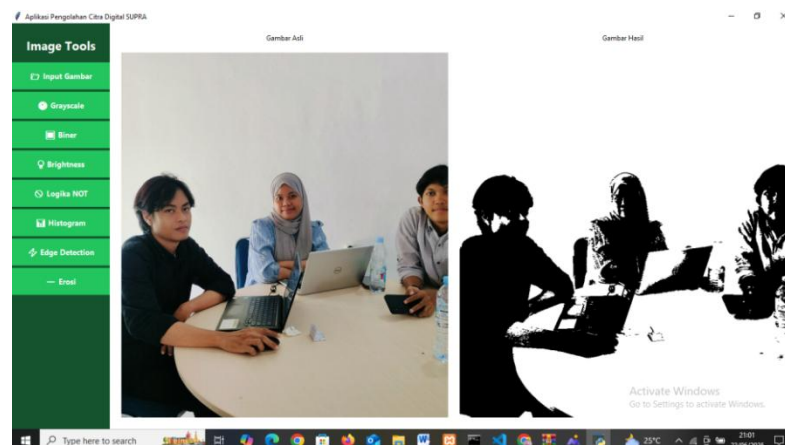 Aplikasi Pengolahan Citra Digital SUPRA
Image Tools
Input Gambar
Grayscale
Biner
Brightness
Logika NOT
Histogram
Edge Detection
Erosi
Gambar Asli
Gambar Hasil
DELL
Activate Windows
Go to Settings to activate Windows.
Type here to search
25°C
21:01